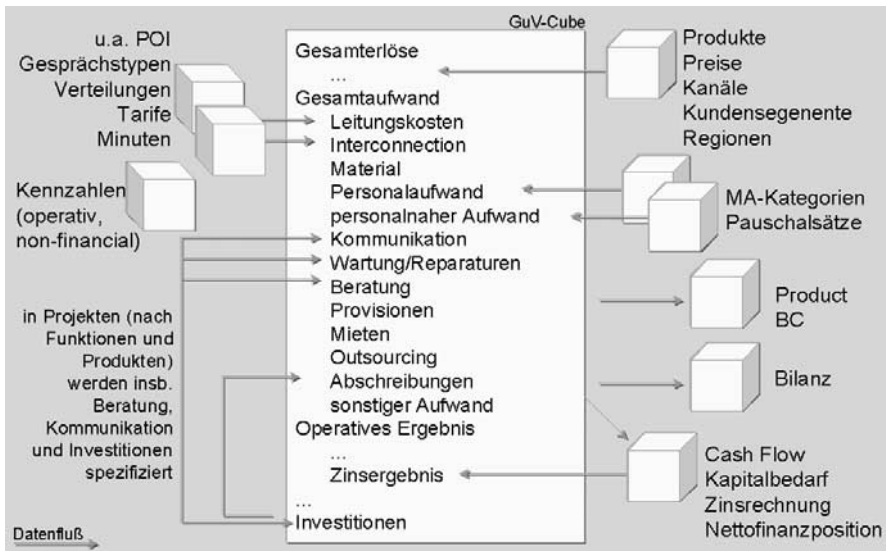 GuV-Cube
u.a. POI
Gesprächstypen
Verteilungen
Tarife
Minuten
Kennzahlen
(operativ,
non-financial)
in Projekten (nach
Funktionen und
Produkten)
werden insb.
Beratung,
Kommunikation
und Investitionen
spezifiziert
Datenfluß
Gesamterlöse
...
Gesamtaufwand
Leitungskosten
Interconnection
Material
Personalaufwand
personalnaher Aufwand
Kommunikation
Wartung/Reparaturen
Beratung
Provisionen
Mieten
Outsourcing
Abschreibungen
sonstiger Aufwand
Operatives Ergebnis
...
Zinsergebnis
...
Investitionen
Produkte
Preise
Kanäle
Kundensegenente
Regionen
MA-Kategorien
Pauschalsätze
Product
BC
Bilanz
Cash Flow
Kapitalbedarf
Zinsrechnung
Nettofinanzposition